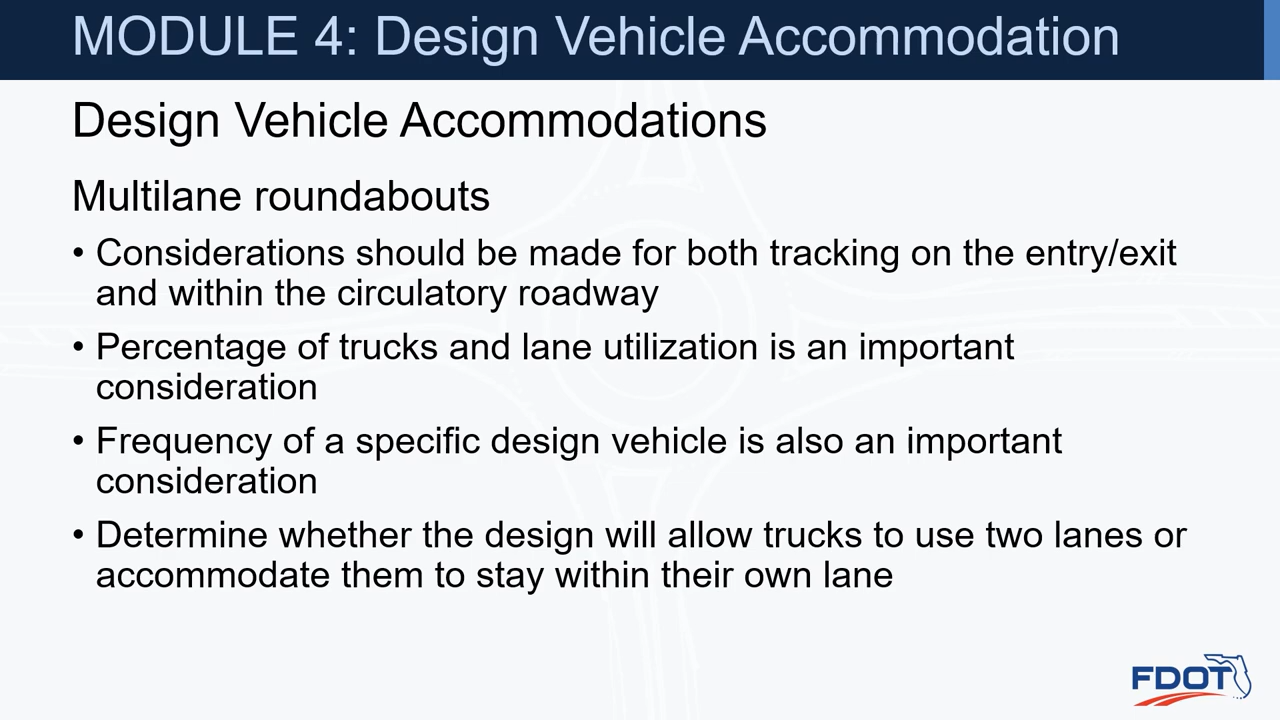 MODULE 4: Design Vehicle Accommodation
Design Vehicle Accommodations
Multilane roundabouts
• Considerations should be made for both tracking on the entry/exit
and within the circulatory roadway
• Percentage of trucks and lane utilization is an important
consideration
• Frequency of a specific design vehicle is also an important
consideration
• Determine whether the design will allow trucks to use two lanes or
accommodate them to stay within their own lane
FDOT